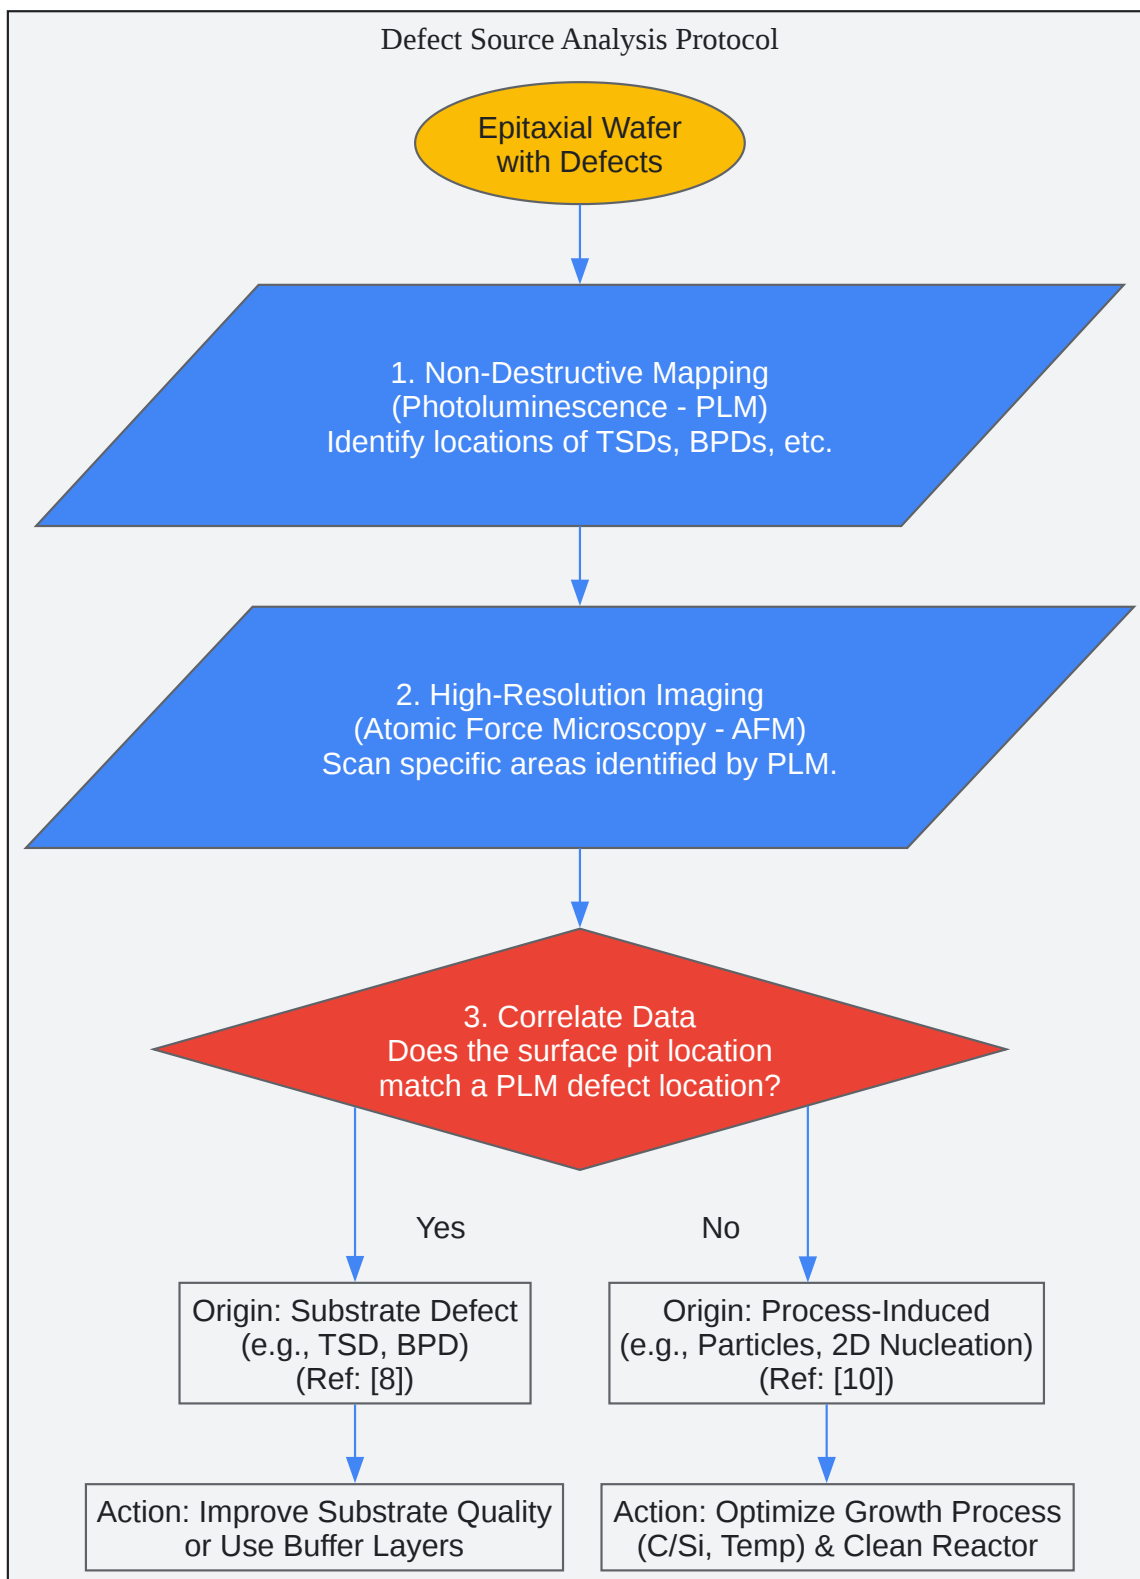 Defect Source Analysis Protocol
Epitaxial Wafer
with Defects
1. Non-Destructive Mapping
(Photoluminescence - PLM)
Identify locations of TSDs, BPDs, etc.
2. High-Resolution Imaging
(Atomic Force Microscopy - AFM)
Scan specific areas identified by PLM.
3. Correlate Data
Does the surface pit location
match a PLM defect location?
Yes
No
Origin: Substrate Defect
(e.g., TSD, BPD)
(Ref: [8])
Origin: Process-Induced
(e.g., Particles, 2D Nucleation)
(Ref: [10])
Action: Improve Substrate Quality
or Use Buffer Layers
Action: Optimize Growth Process
(C/Si, Temp) & Clean Reactor